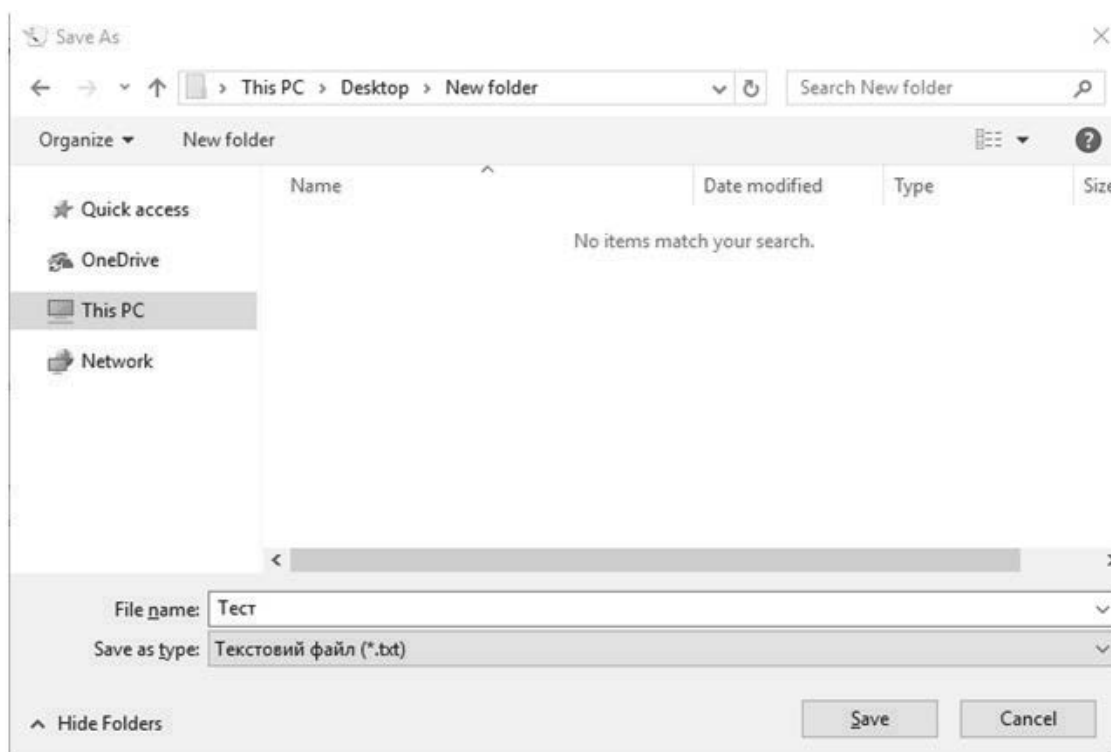 Save As
This PC > Desktop > New folder
Search New folder
Organize
New folder
Name
Date modified
Type
Size
Quick access
No items match your search.
OneDrive
This PC
Network
File name: Тест
Save as type: Текстовий файл (*.txt)
Hide Folders
Save
Cancel